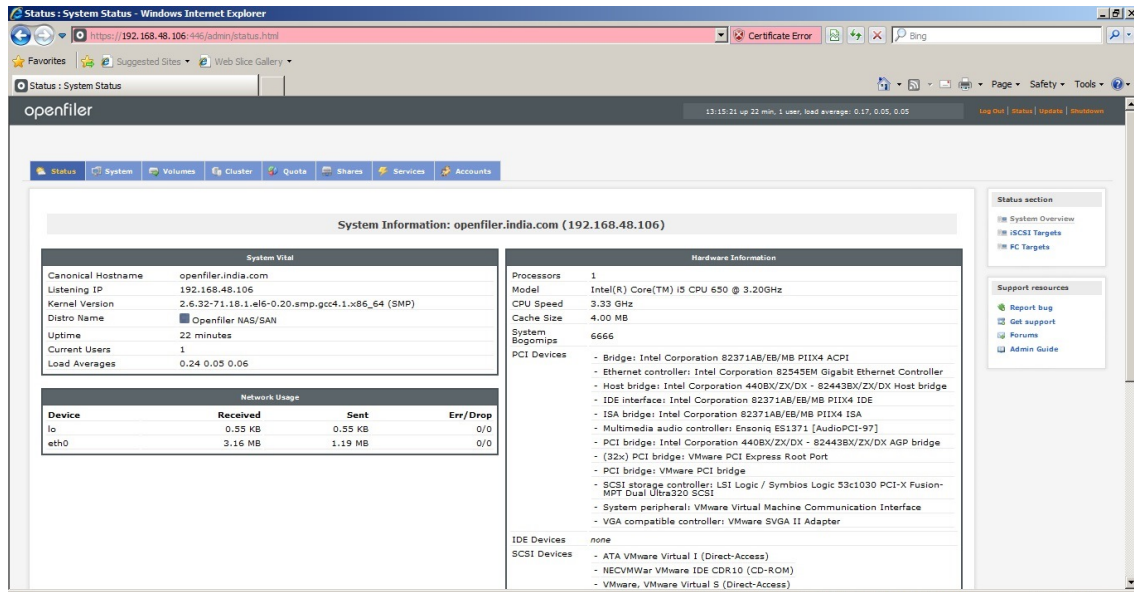 Status : System Status - Windows Internet Explorer
https://192.168.48.106:446/admin/status.html
Certificate Error
Bing
Favorites
Suggested Sites
Web Slice Gallery
Status : System Status
Page
Safety
Tools
openfiler
13:15:21 up 22 min, 1 user, load average: 0.17, 0.05, 0.05
Log Out | Status | Update | Shutdown
Status
System
Volumes
Cluster
Quota
Shares
Services
Accounts
System Information: openfiler.india.com (192.168.48.106)
System Vital
Canonical Hostname openfiler.india.com
Listening IP 192.168.48.106
Kernel Version 2.6.32-71.18.1.el6-0.20.smp.gcc4.1.x86_64 (SMP)
Distro Name Openfiler NAS/SAN
Uptime 22 minutes
Current Users 1
Load Averages 0.24 0.05 0.06
Network Usage
Device Received Sent Err/Drop
lo 0.55 KB 0.55 KB 0/0
eth0 3.16 MB 1.19 MB 0/0
Hardware Information
Processors 1
Model Intel(R) Core(TM) i5 CPU 650 @ 3.20GHz
CPU Speed 3.33 GHz
Cache Size 4.00 MB
System Bogomips 6666
PCI Devices
- Bridge: Intel Corporation 82371AB/EB/MB PIIX4 ACPI
- Ethernet controller: Intel Corporation 82545EM Gigabit Ethernet Controller
- Host bridge: Intel Corporation 440BX/ZX/DX - 82443BX/ZX/DX Host bridge
- IDE interface: Intel Corporation 82371AB/EB/MB PIIX4 IDE
- ISA bridge: Intel Corporation 82371AB/EB/MB PIIX4 ISA
- Multimedia audio controller: Ensoniq ES1371 [AudioPCI-97]
- PCI bridge: Intel Corporation 440BX/ZX/DX - 82443BX/ZX/DX AGP bridge
- (32x) PCI bridge: VMware PCI Express Root Port
- PCI bridge: VMware PCI bridge
- SCSI storage controller: LSI Logic / Symbios Logic 53c1030 PCI-X Fusion-
MPT Dual Ultra320 SCSI
- System peripheral: VMware Virtual Machine Communication Interface
- VGA compatible controller: VMware SVGA II Adapter
IDE Devices none
SCSI Devices
- ATA VMware Virtual I (Direct-Access)
- NECVMWar VMware IDE CDR10 (CD-ROM)
- VMware, VMware Virtual S (Direct-Access)
Status section
System Overview
iSCSI Targets
FC Targets
Support resources
Report bug
Get support
Forums
Admin Guide